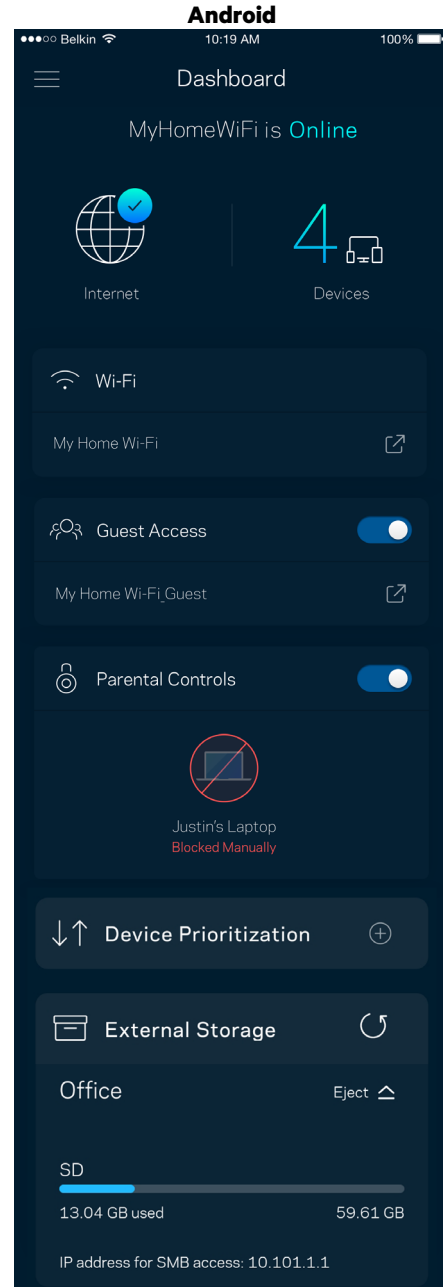 Android
Belkin 10:19 AM 100%
Dashboard
MyHomeWiFi is Online
4
Internet Devices
Wi-Fi
My Home Wi-Fi
Guest Access
My Home Wi-Fi_Guest
Parental Controls
Justin's Laptop
Blocked Manually
Device Prioritization
External Storage
Office Eject
SD
13.04 GB used 59.61 GB
IP address for SMB access: 10.101.1.1